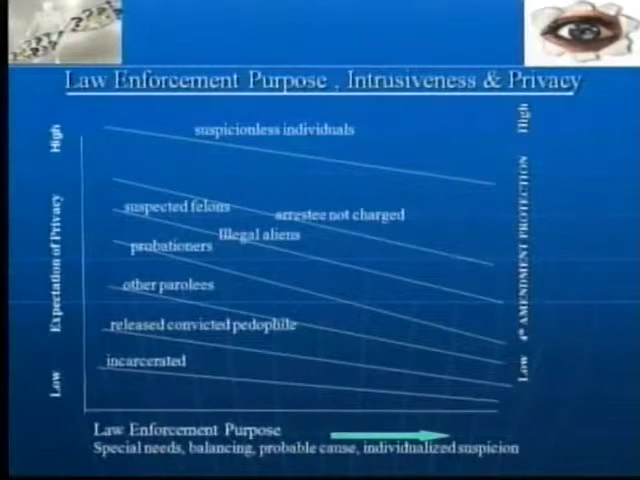 Law Enforcement Purpose , Intrusiveness & Privacy
High
suspicionless individuals
High
suspected felons
arrestee not charged
Illegal aliens
probationers
Expectation of Privacy
4th AMENDMENT PROTECTION
other parolees
released convicted pedophile
incarcerated
Low
Low
Law Enforcement Purpose
Special needs, balancing, probable cause, individualized suspicion